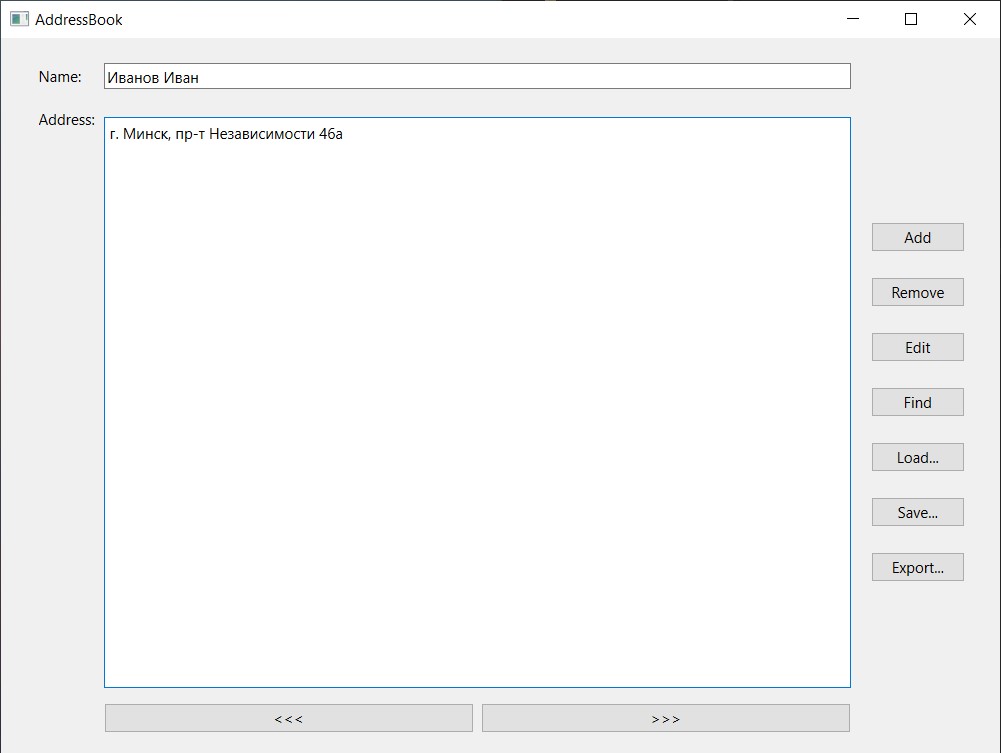 AddressBook
Name:
Иванов Иван
Address:
г. Минск, пр-т Независимости 46а
Add
Remove
Edit
Find
Load...
Save...
Export...
<<<
>>>